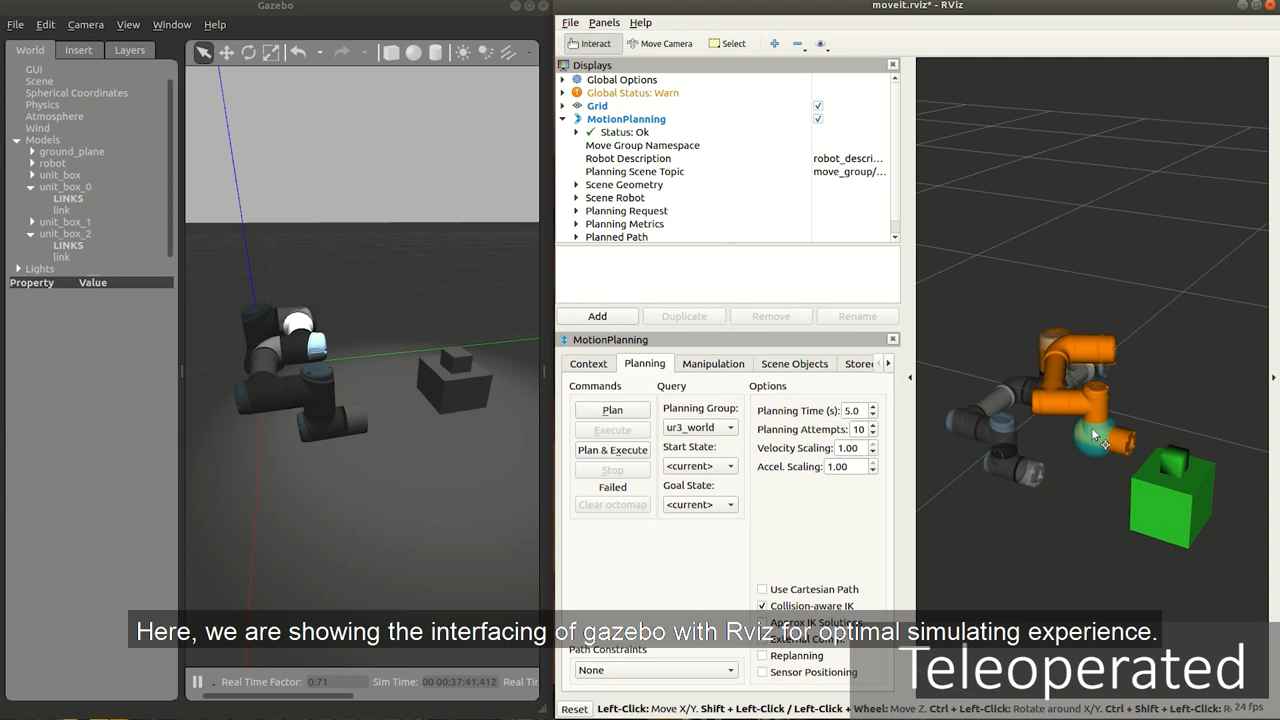 Gazebo
File Edit Camera View Window Help
World Insert Layers
GUI
Scene
Spherical Coordinates
Physics
Atmosphere
Wind
Models
ground_plane
robot
unit_box
unit_box_0
LINKS
link
unit_box_1
unit_box_2
LINKS
link
Lights
Property Value
Real Time Factor: 0.71 Sim Time: 00 00:37:41.412 Real Tir
moveit.rviz* - RViz
File Panels Help
Interact Move Camera Select
Displays
Global Options
Global Status: Warn
Grid
MotionPlanning
Status: Ok
Move Group Namespace
Robot Description robot_descri...
Planning Scene Topic move_group/...
Scene Geometry
Scene Robot
Planning Request
Planning Metrics
Planned Path
Add Duplicate Remove Rename
MotionPlanning
Context Planning Manipulation Scene Objects Store
Commands Query Options
Plan
Execute
Plan & Execute
Stop
Failed
Clear octomap
Planning Group:
ur3_world
Start State:
<current>
Goal State:
<current>
Planning Time (s): 5.0
Planning Attempts: 10
Velocity Scaling: 1.00
Accel. Scaling: 1.00
Use Cartesian Path
Collision-aware IK
Approx IK Solutions
Replanning
Sensor Positioning
Path Constraints
None
Here, we are showing the interfacing of gazebo with Rviz for optimal simulating experience.
Teleoperated
Reset Left-Click: Move X/Y. Shift + Left-Click / Left-Click + Wheel: Move Z. Ctrl + Left-Click: Rotate around X/Y. Ctrl + Shift + Left-Click: R 24 fps